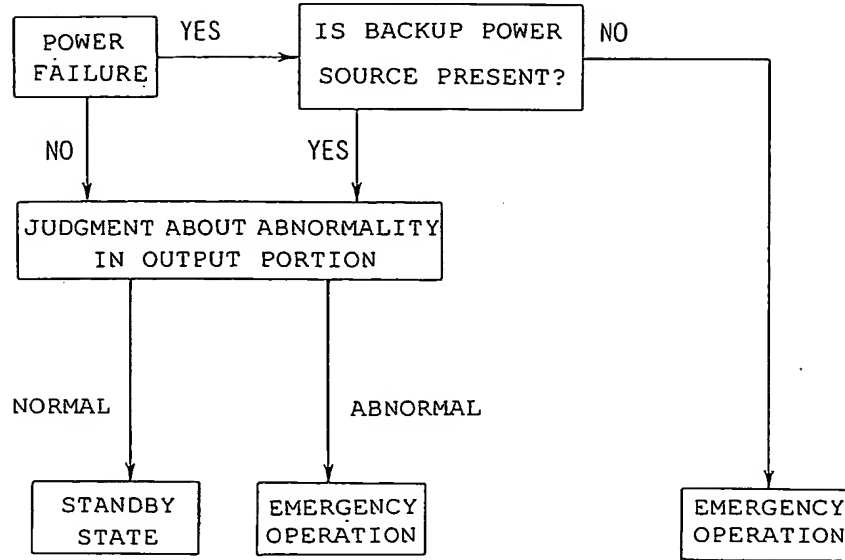 POWER
FAILURE
YES
IS BACKUP POWER
SOURCE PRESENT?
NO
NO
YES
JUDGMENT ABOUT ABNORMALITY
IN OUTPUT PORTION
NORMAL
ABNORMAL
STANDBY
STATE
EMERGENCY
OPERATION
EMERGENCY
OPERATION